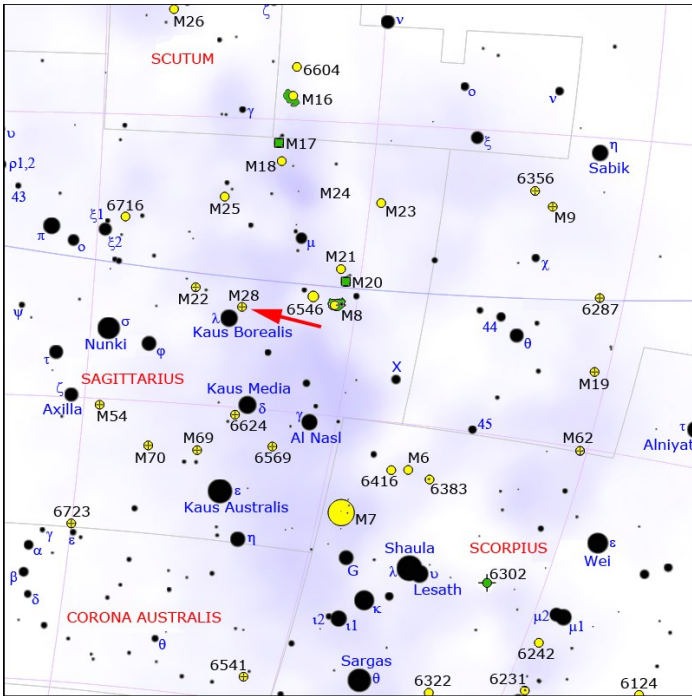 M26
ζ
ν
SCUTUM
6604
M16
ο
ν
γ
υ
M17
ξ
η
ρ1,2
M18
Sabik
43
M24
6356
6716
M25
M23
M9
ξ1
π
ο
ξ2
μ
M21
χ
M20
M22
M28
6546
M8
6287
ψ
λ
Kaus Borealis
44
σ
Nunki
θ
τ
φ
SAGITTARIUS
Kaus Media
X
M19
ζ
Axilla
δ
γ
M54
6624
Al Nasl
45
τ
Alniyat
M70
M69
6569
M6
M62
6416
6383
ε
Kaus Australis
M7
6723
γ
ε
α
η
Shaula
SCORPIUS
ε
Wei
β
G
λ
υ
Lesath
6302
δ
κ
CORONA AUSTRALIS
ι2
ι1
μ2
μ1
θ
6242
6541
Sargas
θ
6322
6231
6124